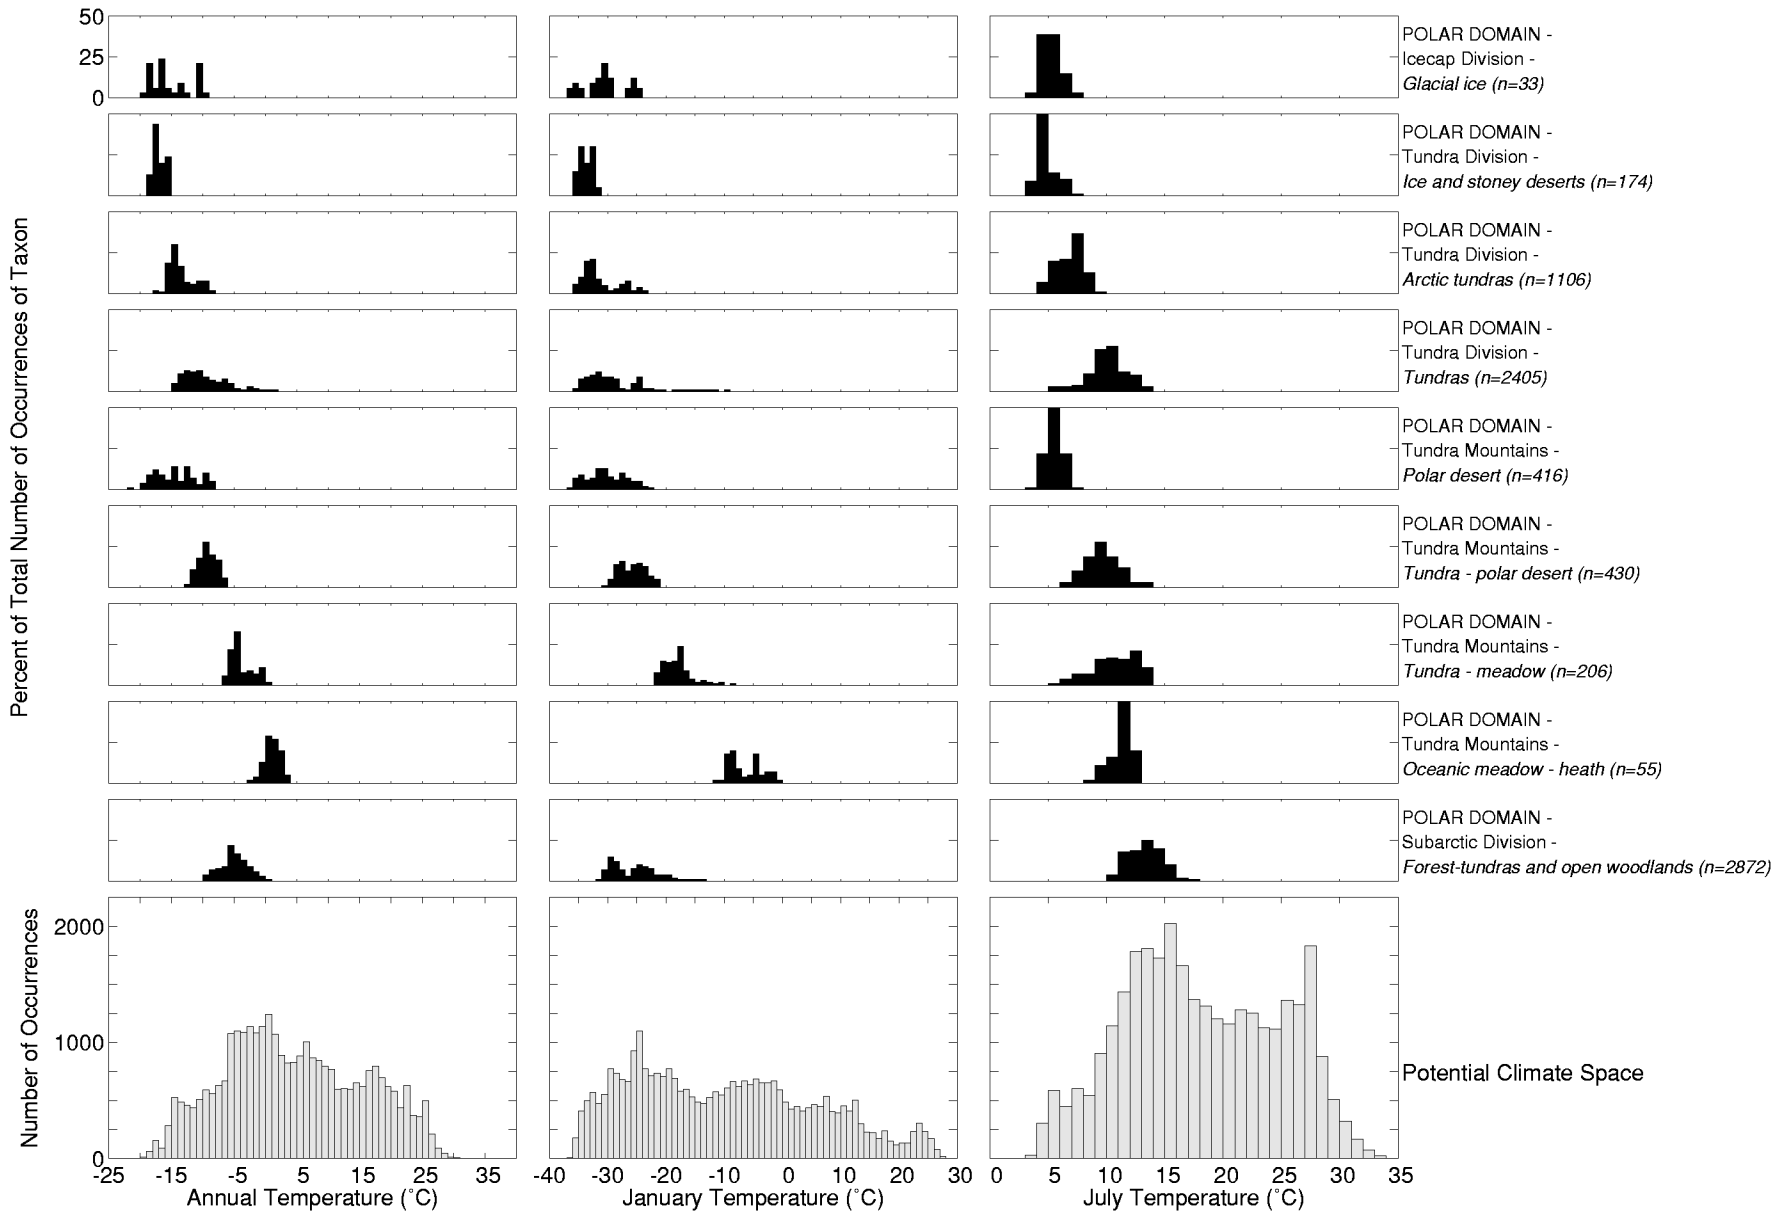 50
25
0
POLAR DOMAIN -
Icecap Division -
Glacial ice (n=33)
POLAR DOMAIN -
Tundra Division -
Ice and stoney deserts (n=174)
POLAR DOMAIN -
Tundra Division -
Arctic tundras (n=1106)
POLAR DOMAIN -
Tundra Division -
Tundras (n=2405)
POLAR DOMAIN -
Tundra Mountains -
Polar desert (n=416)
POLAR DOMAIN -
Tundra Mountains -
Tundra - polar desert (n=430)
POLAR DOMAIN -
Tundra Mountains -
Tundra - meadow (n=206)
POLAR DOMAIN -
Tundra Mountains -
Oceanic meadow - heath (n=55)
POLAR DOMAIN -
Subarctic Division -
Forest-tundras and open woodlands (n=2872)
Percent of Total Number of Occurrences of Taxon
Number of Occurrences
2000
1000
0
Potential Climate Space
-25 -15 -5 5 15 25 35
-40 -30 -20 -10 0 10 20 30
0 5 10 15 20 25 30 35
Annual Temperature (°C)
January Temperature (°C)
July Temperature (°C)